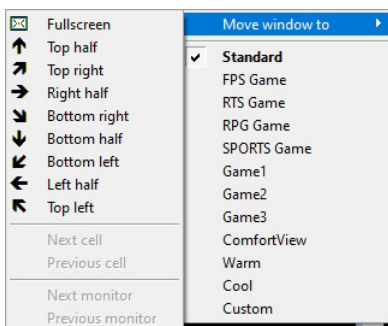 Fullscreen
Top half
Top right
Right half
Bottom right
Bottom half
Bottom left
Left half
Top left
Next cell
Previous cell
Next monitor
Previous monitor
Move window to
Standard
FPS Game
RTS Game
RPG Game
SPORTS Game
Game1
Game2
Game3
ComfortView
Warm
Cool
Custom